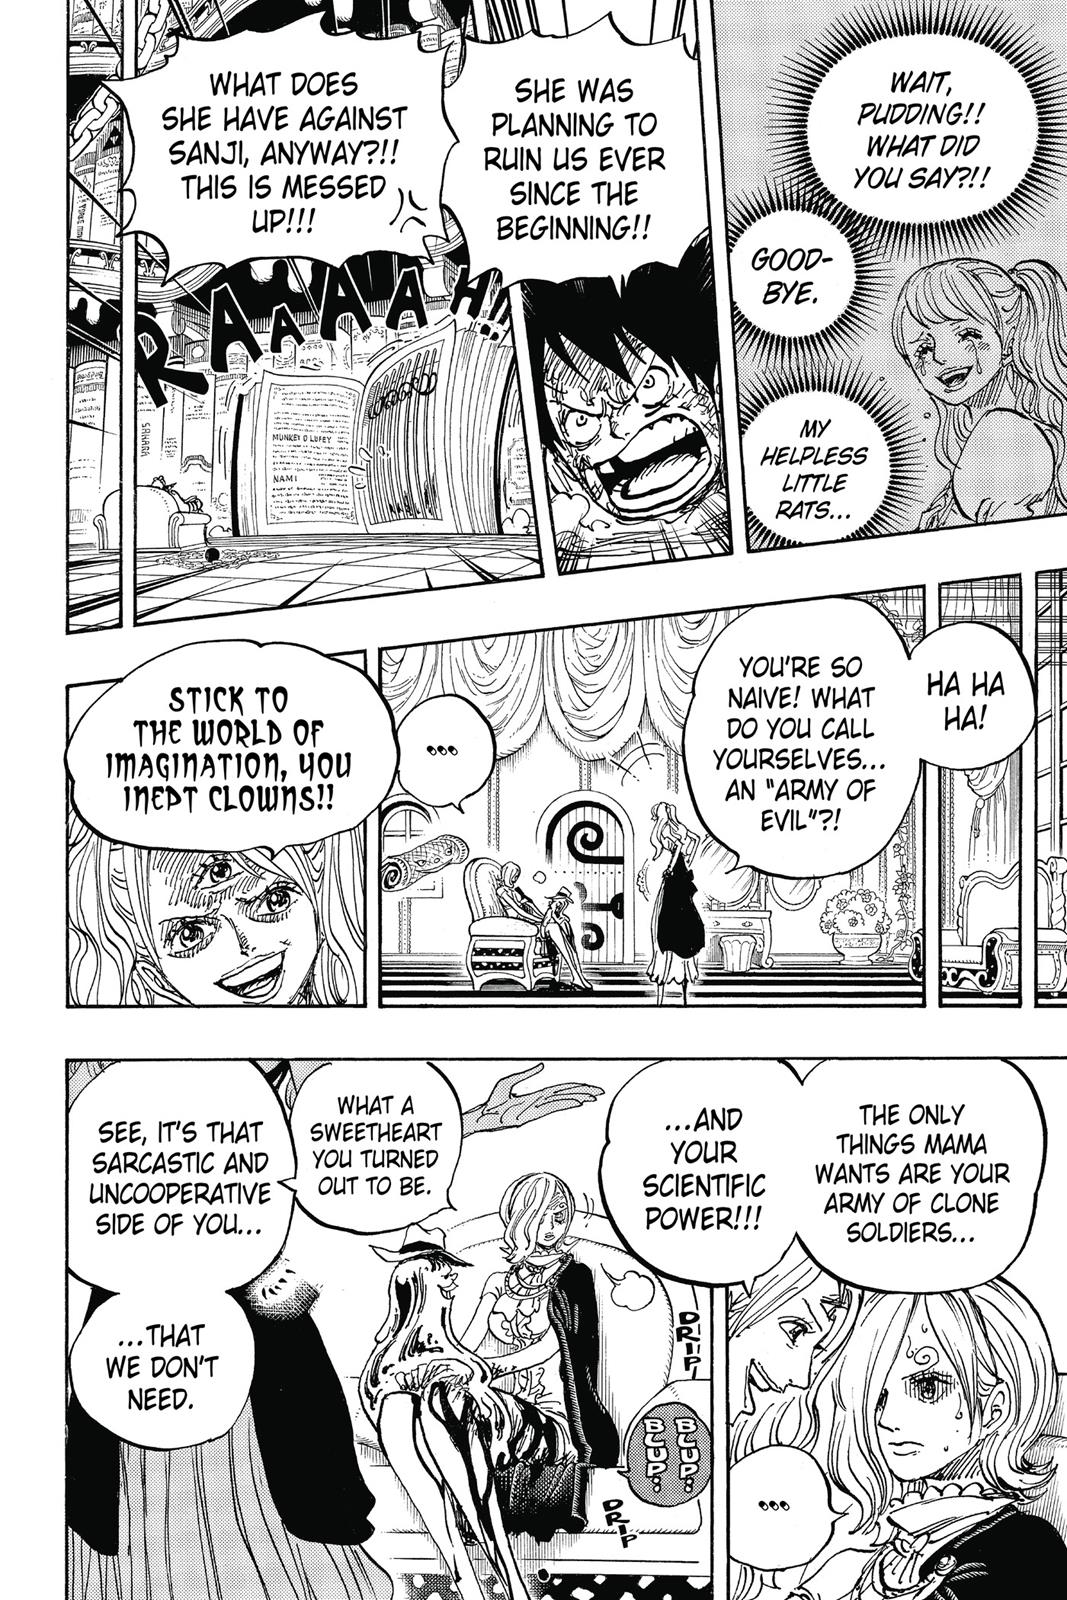 WAIT,
PUDDING!!
WHAT DID
YOU SAY?!!
GOOD-
BYE.
MY
HELPLESS
LITTLE
RATS...
SHE WAS
PLANNING TO
RUIN US EVER
SINCE THE
BEGINNING!!
WHAT DOES
SHE HAVE AGAINST
SANJI, ANYWAY?!!
THIS IS MESSED
UP!!!
RAAAAAH!!
MUNKEY D LUFEY
NAMI
SAHARA
HA HA
HA!
YOU'RE SO
NAIVE! WHAT
DO YOU CALL
YOURSELVES...
AN "ARMY OF
EVIL"?!
...
STICK TO
THE WORLD OF
IMAGINATION, YOU
INEPT CLOWNS!!
THE ONLY
THINGS MAMA
WANTS ARE YOUR
ARMY OF CLONE
SOLDIERS...
...AND
YOUR
SCIENTIFIC
POWER!!!
...
WHAT A
SWEETHEART
YOU TURNED
OUT TO BE.
SEE, IT'S THAT
SARCASTIC AND
UNCOOPERATIVE
SIDE OF YOU...
...THAT
WE DON'T
NEED.
DRIP
DRIP
BLUP
BLUP
DRIP